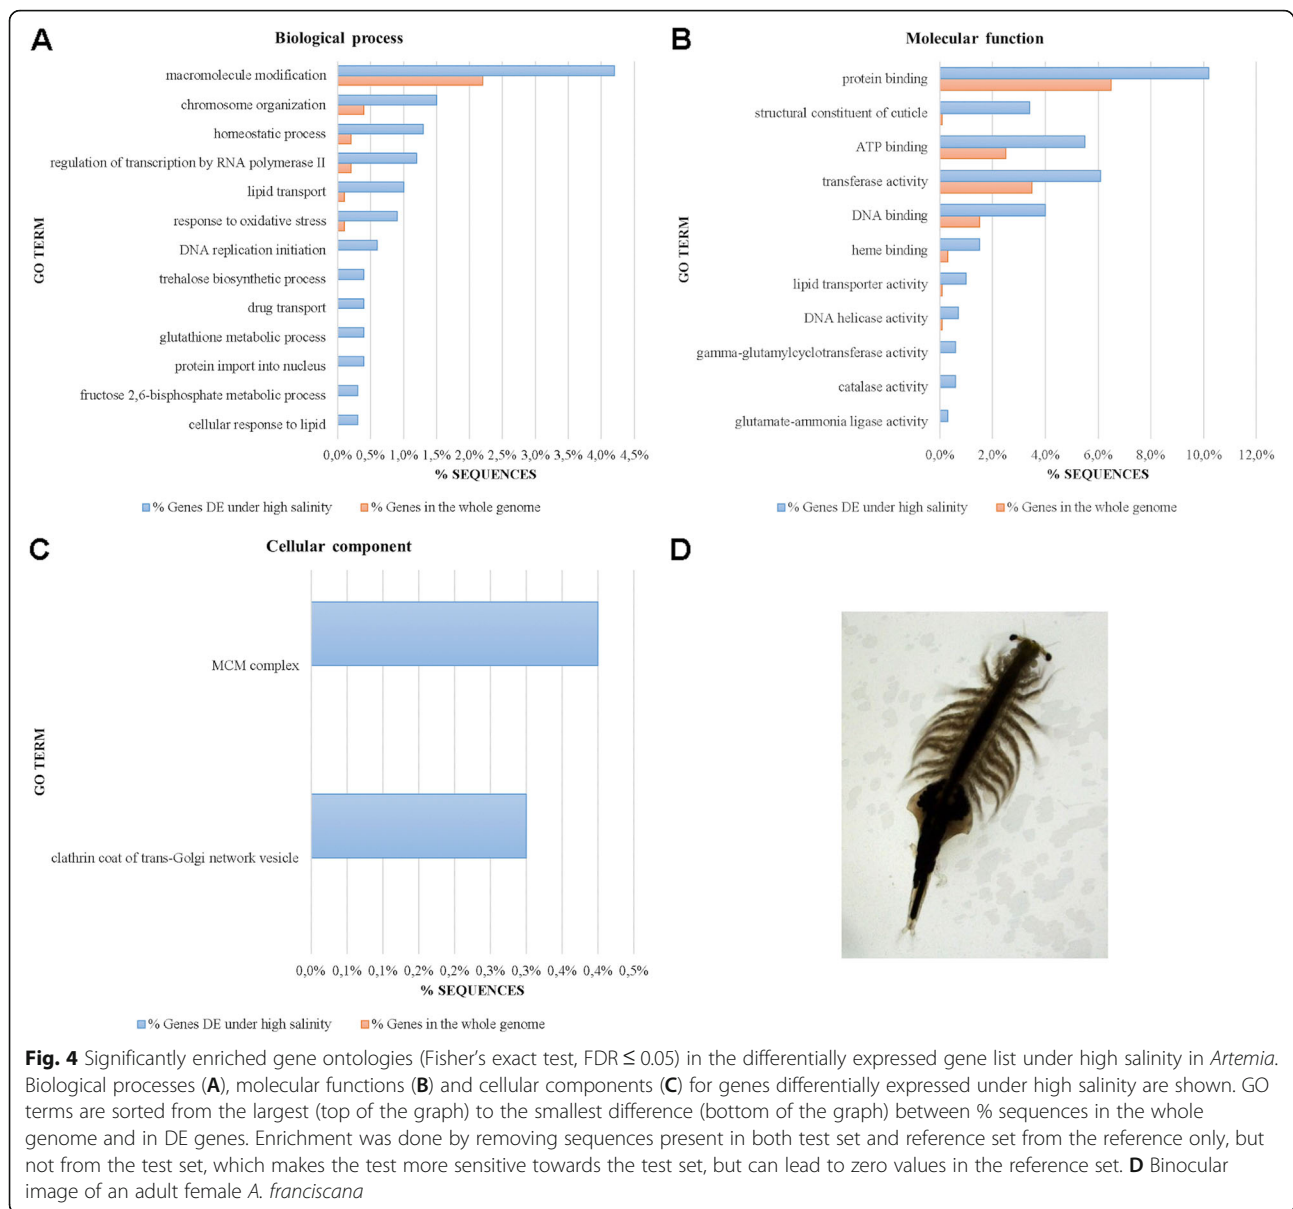 A
Biological process
macromolecule modification
chromosome organization
homeostatic process
regulation of transcription by RNA polymerase II
lipid transport
response to oxidative stress
DNA replication initiation
trehalose biosynthetic process
drug transport
glutathione metabolic process
protein import into nucleus
fructose 2,6-bisphosphate metabolic process
cellular response to lipid
GO TERM
0,0% 0,5% 1,0% 1,5% 2,0% 2,5% 3,0% 3,5% 4,0% 4,5%
% SEQUENCES
% Genes DE under high salinity % Genes in the whole genome
B
Molecular function
protein binding
structural constituent of cuticle
ATP binding
transferase activity
DNA binding
heme binding
lipid transporter activity
DNA helicase activity
gamma-glutamylcyclotransferase activity
catalase activity
glutamate-ammonia ligase activity
GO TERM
0,0% 2,0% 4,0% 6,0% 8,0% 10,0% 12,0%
% SEQUENCES
% Genes DE under high salinity % Genes in the whole genome
C
Cellular component
MCM complex
clathrin coat of trans-Golgi network vesicle
GO TERM
0,0% 0,1% 0,1% 0,2% 0,2% 0,3% 0,3% 0,4% 0,4% 0,5%
% SEQUENCES
% Genes DE under high salinity % Genes in the whole genome
D
Fig. 4 Significantly enriched gene ontologies (Fisher's exact test, FDR ≤ 0.05) in the differentially expressed gene list under high salinity in Artemia.
Biological processes (A), molecular functions (B) and cellular components (C) for genes differentially expressed under high salinity are shown. GO
terms are sorted from the largest (top of the graph) to the smallest difference (bottom of the graph) between % sequences in the whole
genome and in DE genes. Enrichment was done by removing sequences present in both test set and reference set from the reference only, but
not from the test set, which makes the test more sensitive towards the test set, but can lead to zero values in the reference set. D Binocular
image of an adult female A. franciscana